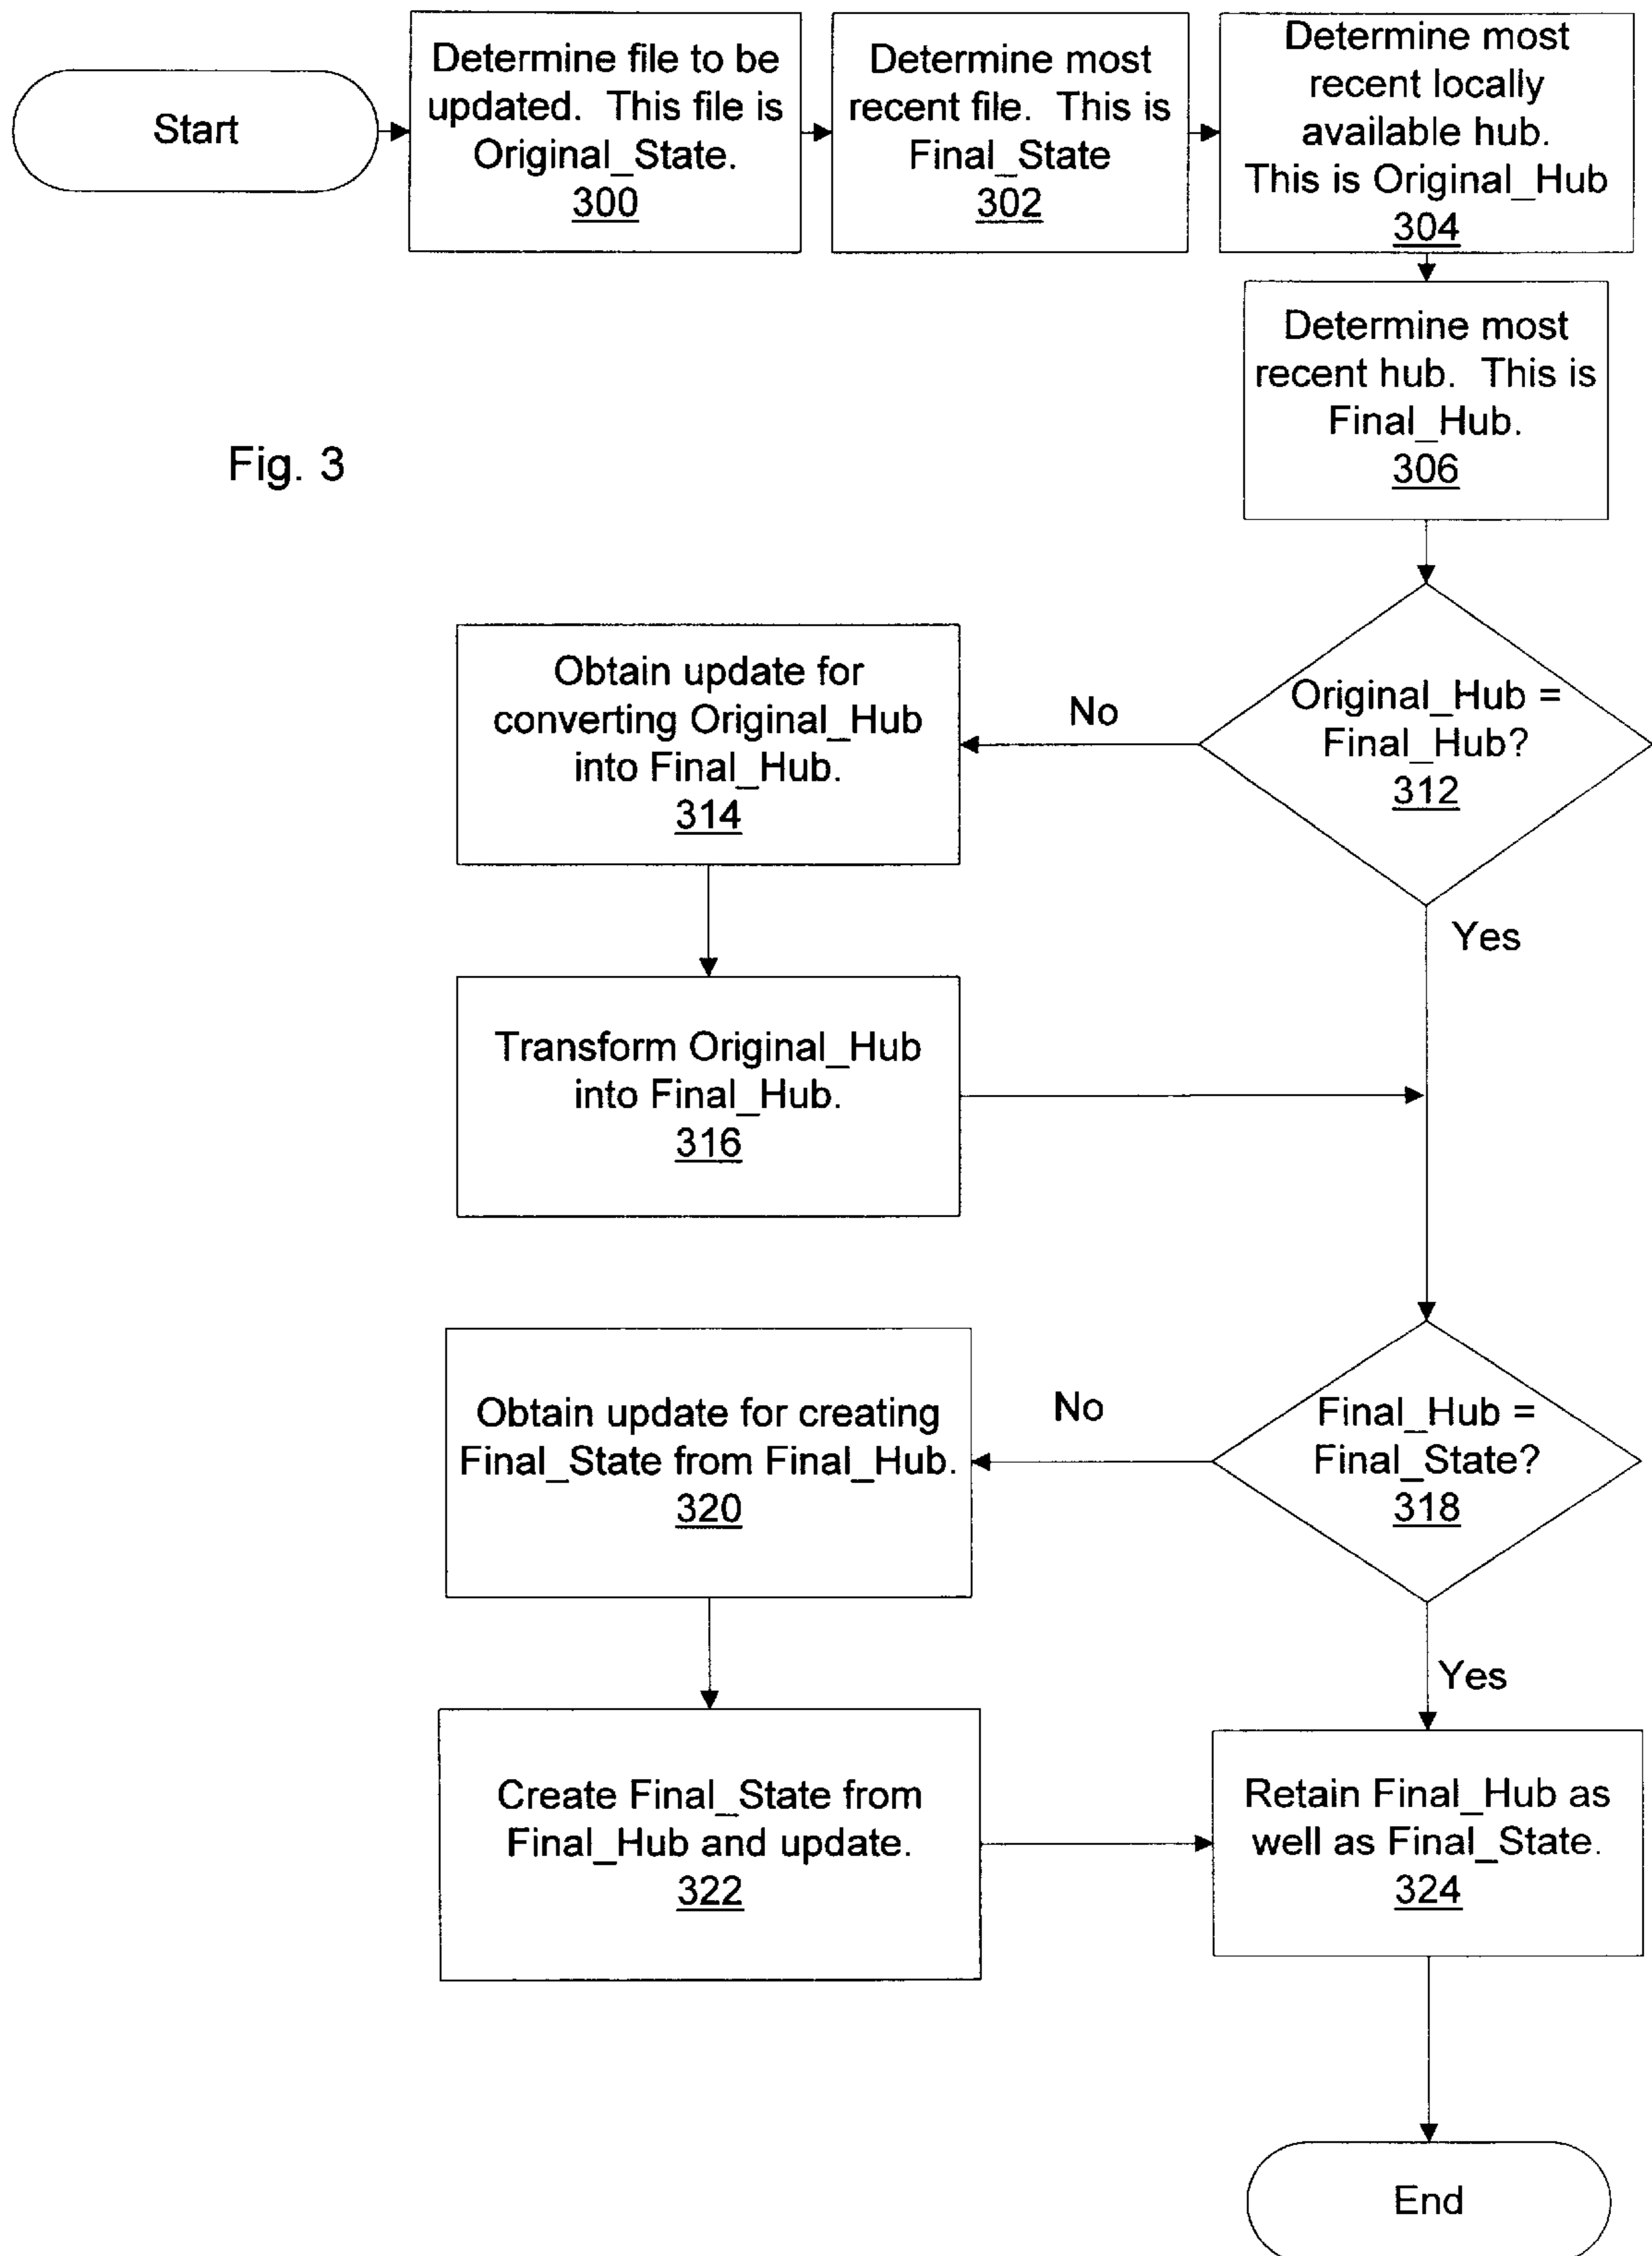 Start
Determine file to be
updated. This file is
Original_State.
300
Determine most
recent file. This is
Final_State
302
Determine most
recent locally
available hub.
This is Original_Hub
304
Determine most
recent hub. This is
Final_Hub.
306
Fig. 3
Original_Hub =
Final_Hub?
312
No
Yes
Obtain update for
converting Original_Hub
into Final_Hub.
314
Transform Original_Hub
into Final_Hub.
316
Final_Hub =
Final_State?
318
No
Yes
Obtain update for creating
Final_State from Final_Hub.
320
Create Final_State from
Final_Hub and update.
322
Retain Final_Hub as
well as Final_State.
324
End